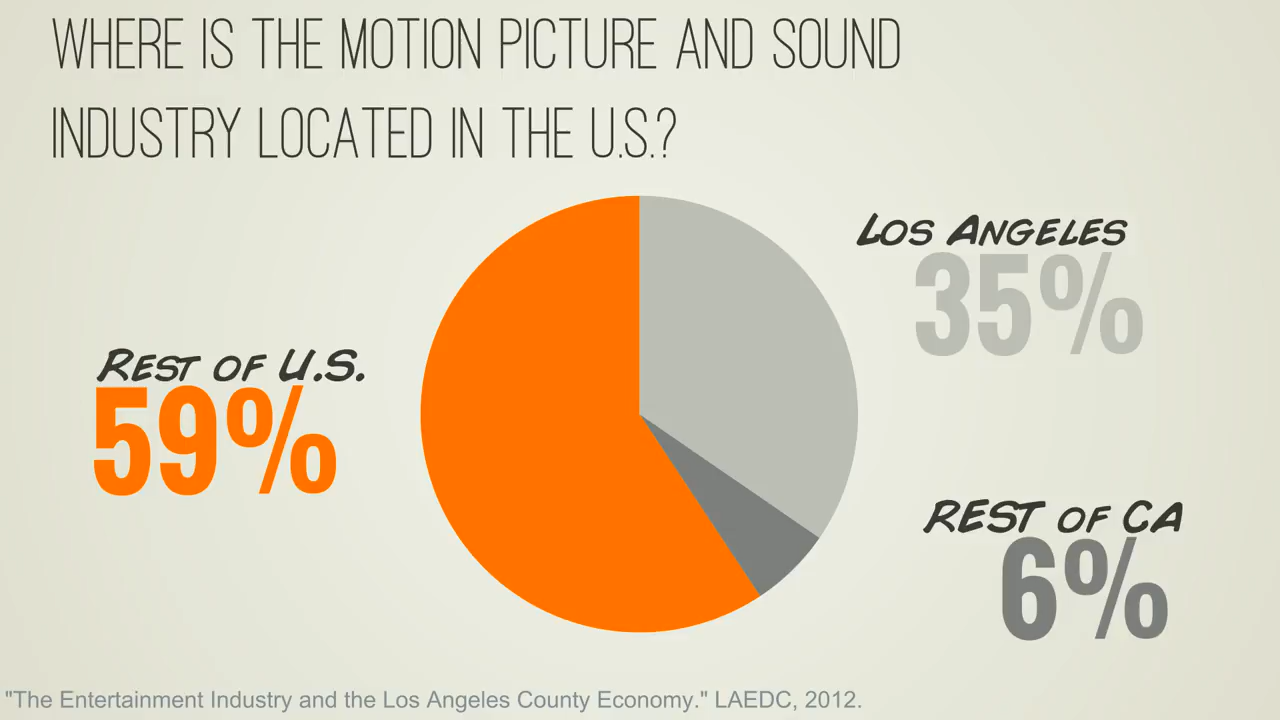 WHERE IS THE MOTION PICTURE AND SOUND
INDUSTRY LOCATED IN THE U.S.?
LOS ANGELES
35%
REST OF U.S.
59%
REST OF CA
6%
"The Entertainment Industry and the Los Angeles County Economy." LAEDC, 2012.